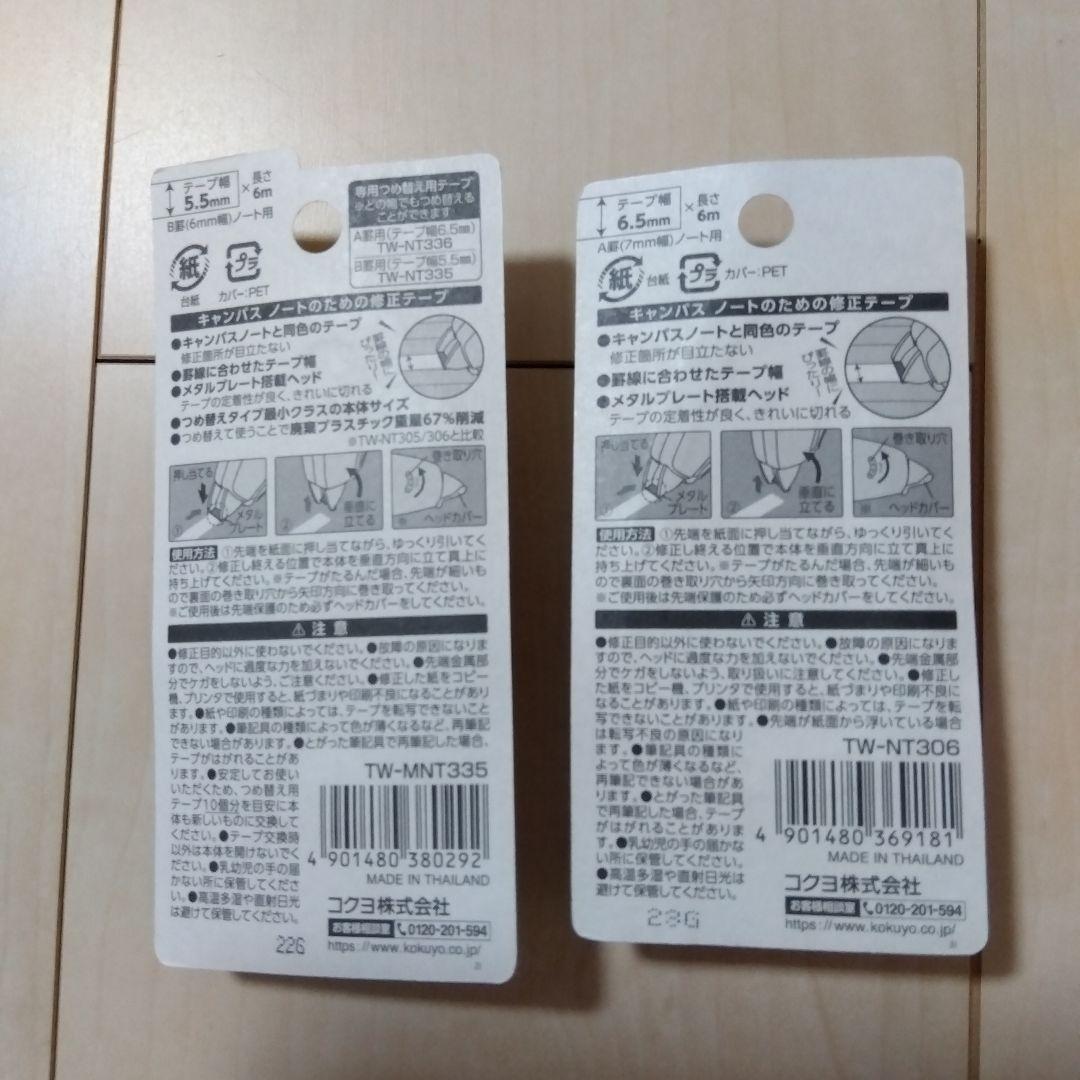 テープ幅
5.5mm
×長さ
6m
B罫(6mm幅)ノート用
専用つめ替え用テープ
※どの幅でもつめ替える
ことができます
A罫用(テープ幅6.5mm)
TW-NT336
B罫用(テープ幅5.5mm)
TW-NT335
紙
台紙
プラ
カバー:PET
キャンパス ノートのための修正テープ
●キャンパスノートと同色のテープ
修正箇所が目立たない
●罫線に合わせたテープ幅
●メタルプレート搭載ヘッド
テープの定着性が良く、きれいに切れる
●つめ替えタイプ最小クラスの本体サイズ
●つめ替えて使うことで廃棄プラスチック重量67%削減
※TW-NT305/306と比較
罫線の幅に
ぴったり!
押し当てる
①
メタル
プレート
②
垂直に
立てる
巻き取り穴
※
ヘッドカバー
使用方法 ①先端を紙面に押し当てながら、ゆっくり引いてく
ださい。②修正し終える位置で本体を垂直方向に立て真上に
持ち上げてください。※テープがたるんだ場合、先端が細いも
ので裏面の巻き取り穴から矢印方向に巻き取ってください。
※ご使用後は先端保護のため必ずヘッドカバーをしてください。
⚠注意
●修正目的以外に使わないでください。●故障の原因になりま
すので、ヘッドに過度な力を加えないでください。●先端金属部
分でケガをしないよう、ご注意ください。●修正した紙をコピー
機、プリンタで使用すると、紙づまりや印刷不良になることがあり
ます。●紙や印刷の種類によっては、テープを転写できないこと
があります。●筆記具の種類によって色が薄くなるなど、再筆記
できない場合があります。●とがった筆記具で再筆記した場合、
テープがはがれることがあ
ります。●安定してお使い
いただくため、つめ替え用
テープ10個分を目安に本
体も新しいものに交換して
ください。●テープ交換時
以外は本体を開けないでく
ださい。●乳幼児の手の届
かない所に保管してくださ
い。●高温多湿や直射日光
は避けて保管してください。
TW-MNT335
4 901480 380292
MADE IN THAILAND
コクヨ株式会社
お客様相談室 0120-201-594
https://www.kokuyo.co.jp/
22G
テープ幅
6.5mm
×長さ
6m
A罫(7mm幅)ノート用
紙
台紙
プラ
カバー:PET
キャンパス ノートのための修正テープ
●キャンパスノートと同色のテープ
修正箇所が目立たない
●罫線に合わせたテープ幅
●メタルプレート搭載ヘッド
テープの定着性が良く、きれいに切れる
罫線の幅に
ぴったり!
押し当てる
①
メタル
プレート
②
垂直に
立てる
巻き取り穴
※
ヘッドカバー
使用方法 ①先端を紙面に押し当てながら、ゆっくり引いてく
ださい。②修正し終える位置で本体を垂直方向に立て真上に
持ち上げてください。※テープがたるんだ場合、先端が細いも
ので裏面の巻き取り穴から矢印方向に巻き取ってください。
※ご使用後は先端保護のため必ずヘッドカバーをしてください。
⚠注意
●修正目的以外に使わないでください。●故障の原因になりま
すので、ヘッドに過度な力を加えないでください。●先端金属部
分でケガをしないよう、取り扱いに注意してください。●修正し
た紙をコピー機、プリンタで使用すると、紙づまりや印刷不良に
なることがあります。●紙や印刷の種類によっては、テープを転
写できないことがあります。●先端が紙面から浮いている場合
は転写不良の原因になり
ます。●筆記具の種類に
よって色が薄くなるなど、
再筆記できない場合があ
ります。●とがった筆記具
で再筆記した場合、テープ
がはがれることがありま
す。●乳幼児の手の届かな
い所に保管してください。
●高温多湿や直射日光は
避けて保管してください。
TW-NT306
4 901480 369181
MADE IN THAILAND
コクヨ株式会社
お客様相談室 0120-201-594
https://www.kokuyo.co.jp/